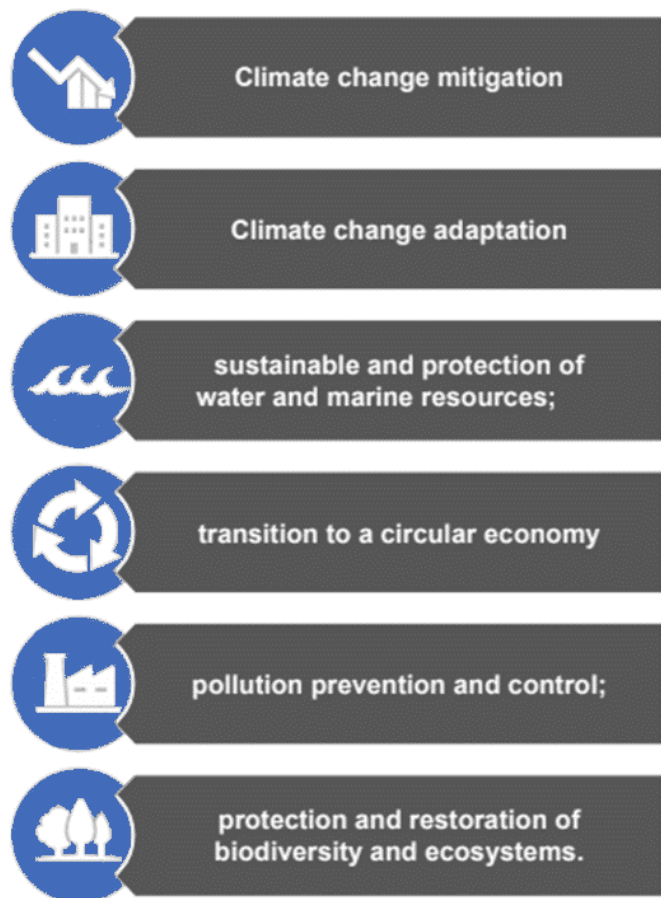 Climate change mitigation
Climate change adaptation
sustainable and protection of
water and marine resources;
transition to a circular economy
pollution prevention and control;
protection and restoration of
biodiversity and ecosystems.